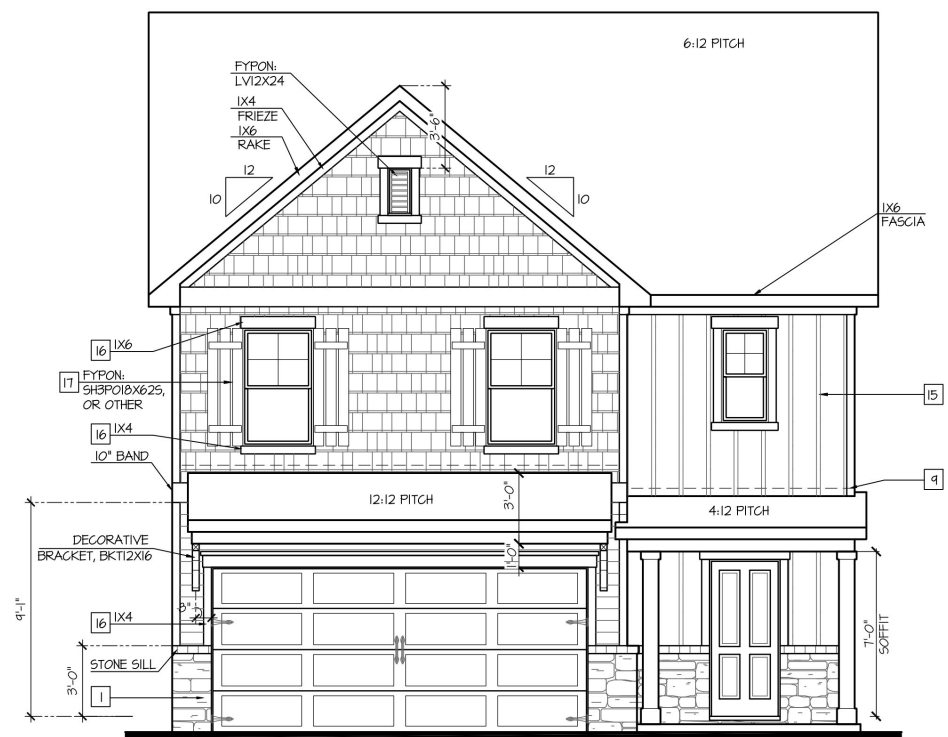 6:12 PITCH
FYPON:
LV12X24
1X4
FRIEZE
1X6
RAKE
3'-6"
12
10
12
10
1X6
FASCIA
16 1X6
17 FYPON:
SH3PO18X62S,
OR OTHER
15
16 1X4
10" BAND
9
12:12 PITCH
3'-0"
4:12 PITCH
DECORATIVE
BRACKET, BKT12X16
1'-0"
9'-1"
8"
16 1X4
7'-0"
SOFFIT
STONE SILL
3'-0"
1